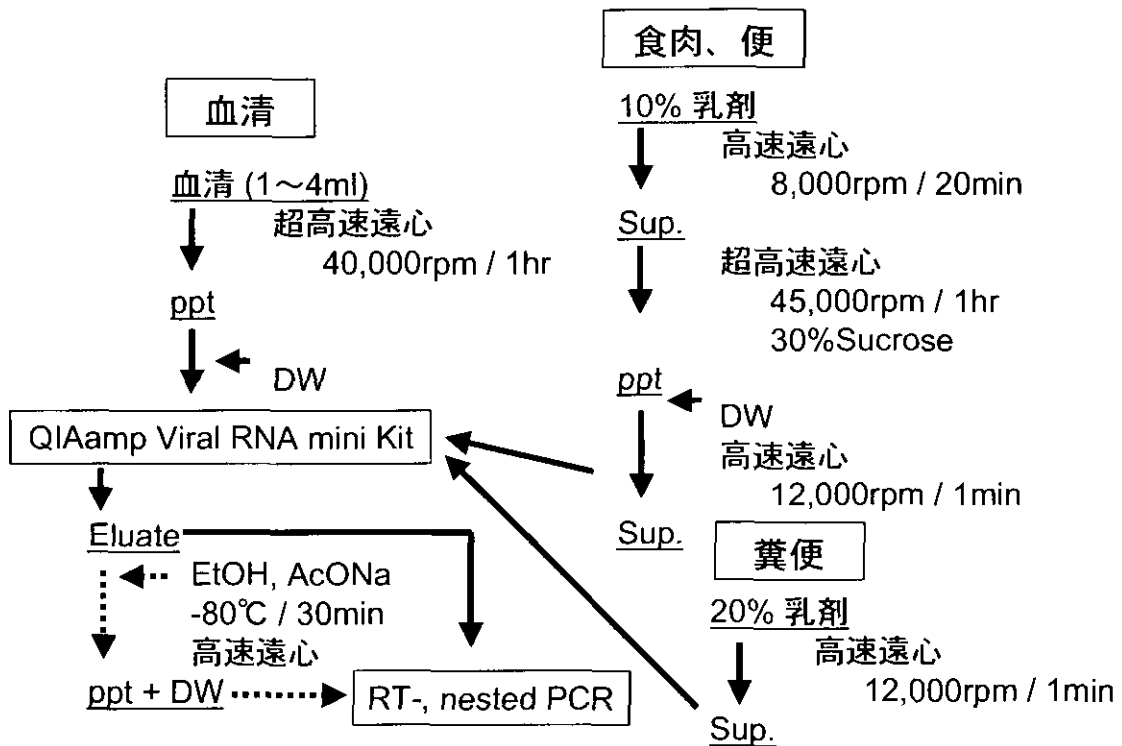 血清
血清 (1～4ml)
超高速遠心
40,000rpm / 1hr
ppt
DW
QIAamp Viral RNA mini Kit
Eluate
EtOH, AcONa
-80℃ / 30min
高速遠心
ppt + DW
RT-, nested PCR
食肉、便
10% 乳剤
高速遠心
8,000rpm / 20min
Sup.
超高速遠心
45,000rpm / 1hr
30%Sucrose
ppt
DW
高速遠心
12,000rpm / 1min
Sup.
糞便
20% 乳剤
高速遠心
12,000rpm / 1min
Sup.